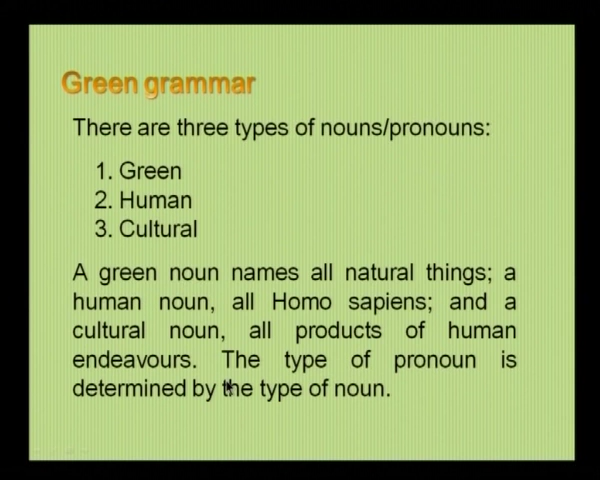 Green grammar
There are three types of nouns/pronouns:
1. Green
2. Human
3. Cultural
A green noun names all natural things; a
human noun, all Homo sapiens; and a
cultural noun, all products of human
endeavours. The type of pronoun is
determined by the type of noun.